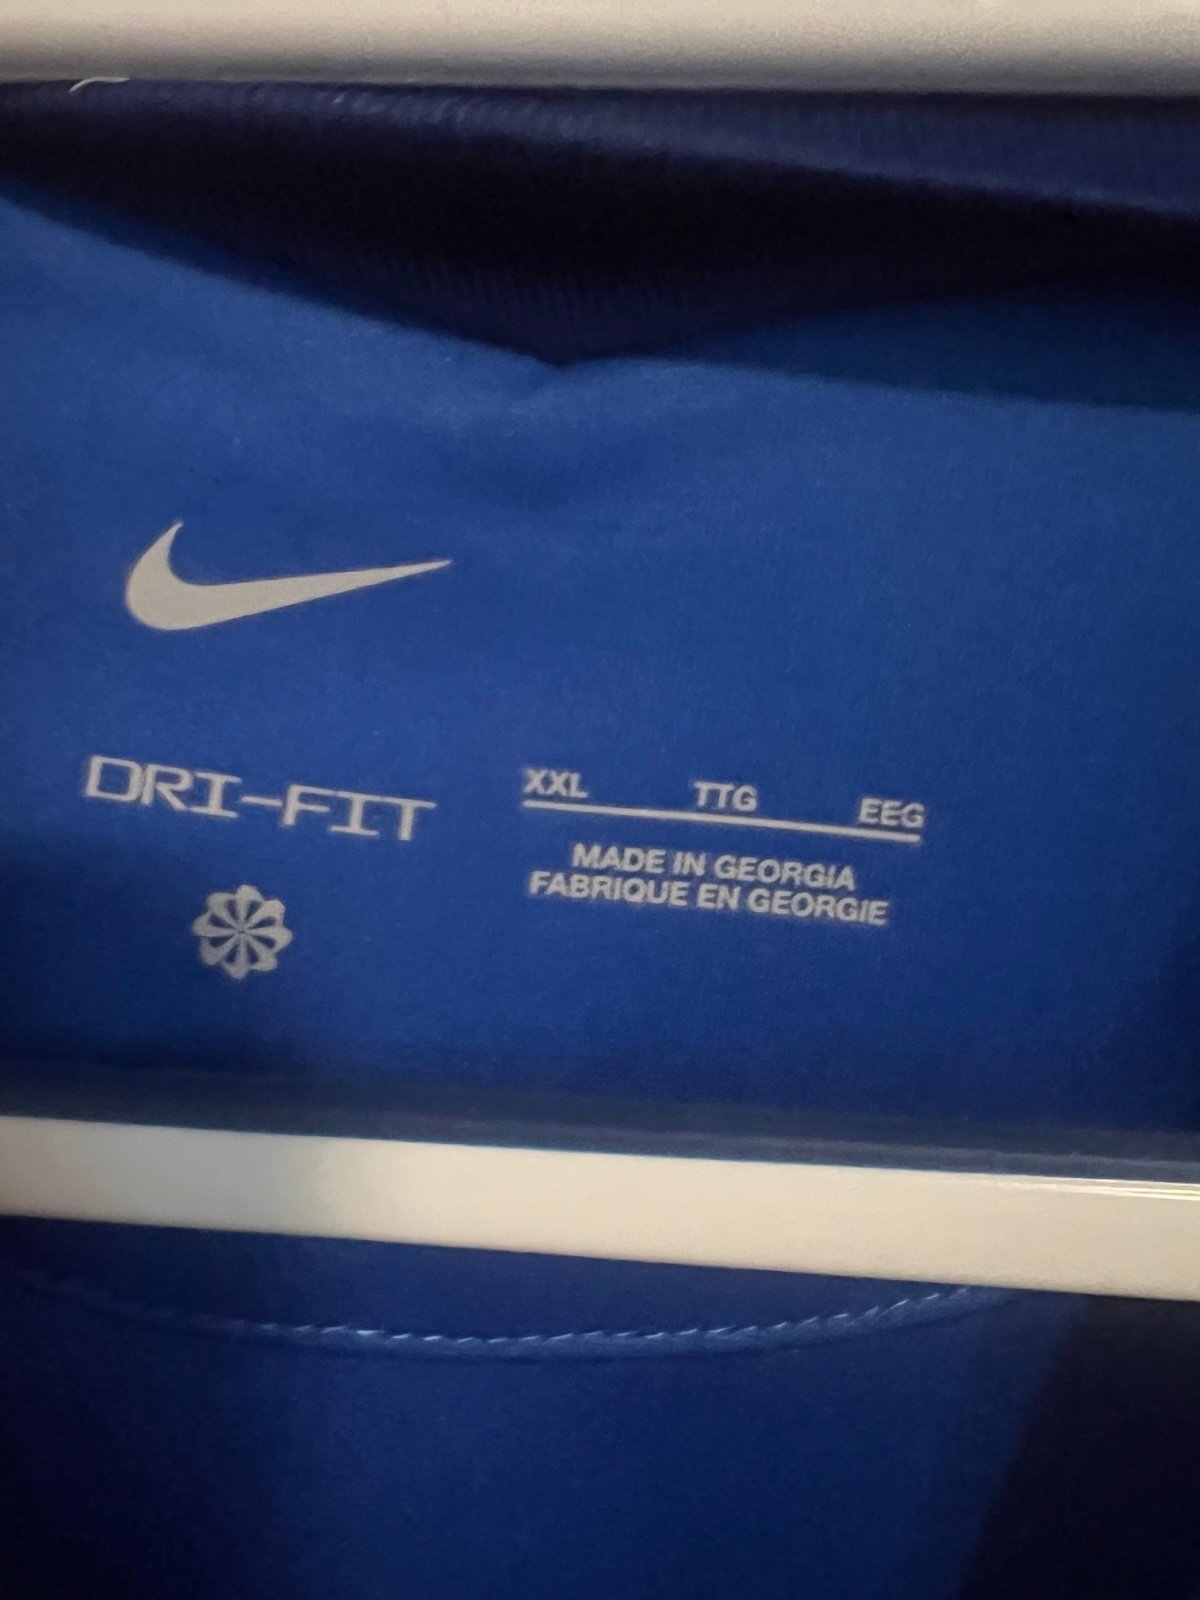 DRI-FIT
XXL TTG EEG
MADE IN GEORGIA
FABRIQUE EN GEORGIE